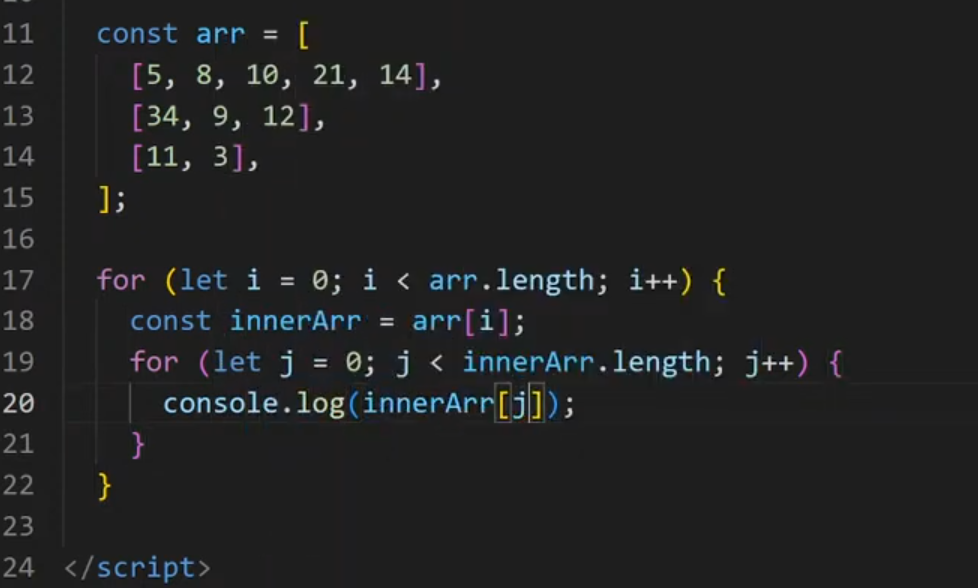 11 const arr = [
12 [5, 8, 10, 21, 14],
13 [34, 9, 12],
14 [11, 3],
15 ];
16
17 for (let i = 0; i < arr.length; i++) {
18 const innerArr = arr[i];
19 for (let j = 0; j < innerArr.length; j++) {
20 console.log(innerArr[j]);
21 }
22 }
23
24 </script>